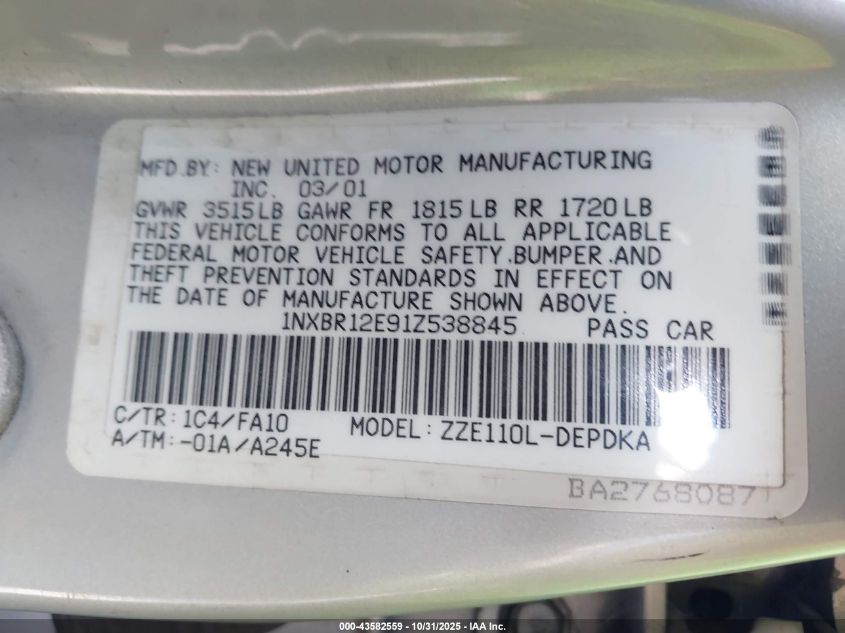 MFD.BY: NEW UNITED MOTOR MANUFACTURING
INC. 03/01
GVWR 3515LB GAWR FR 1815LB RR 1720LB
THIS VEHICLE CONFORMS TO ALL APPLICABLE
FEDERAL MOTOR VEHICLE SAFETY.BUMPER.AND
THEFT PREVENTION STANDARDS IN EFFECT ON
THE DATE OF MANUFACTURE SHOWN ABOVE.
1NXBR12E91Z538845 PASS CAR
C/TR: 1C4/FA10
A/TM: -01A/A245E
MODEL: ZZE110L-DEPDKA
BA2768087
000-43582559 - 10/31/2025 - IAA Inc.